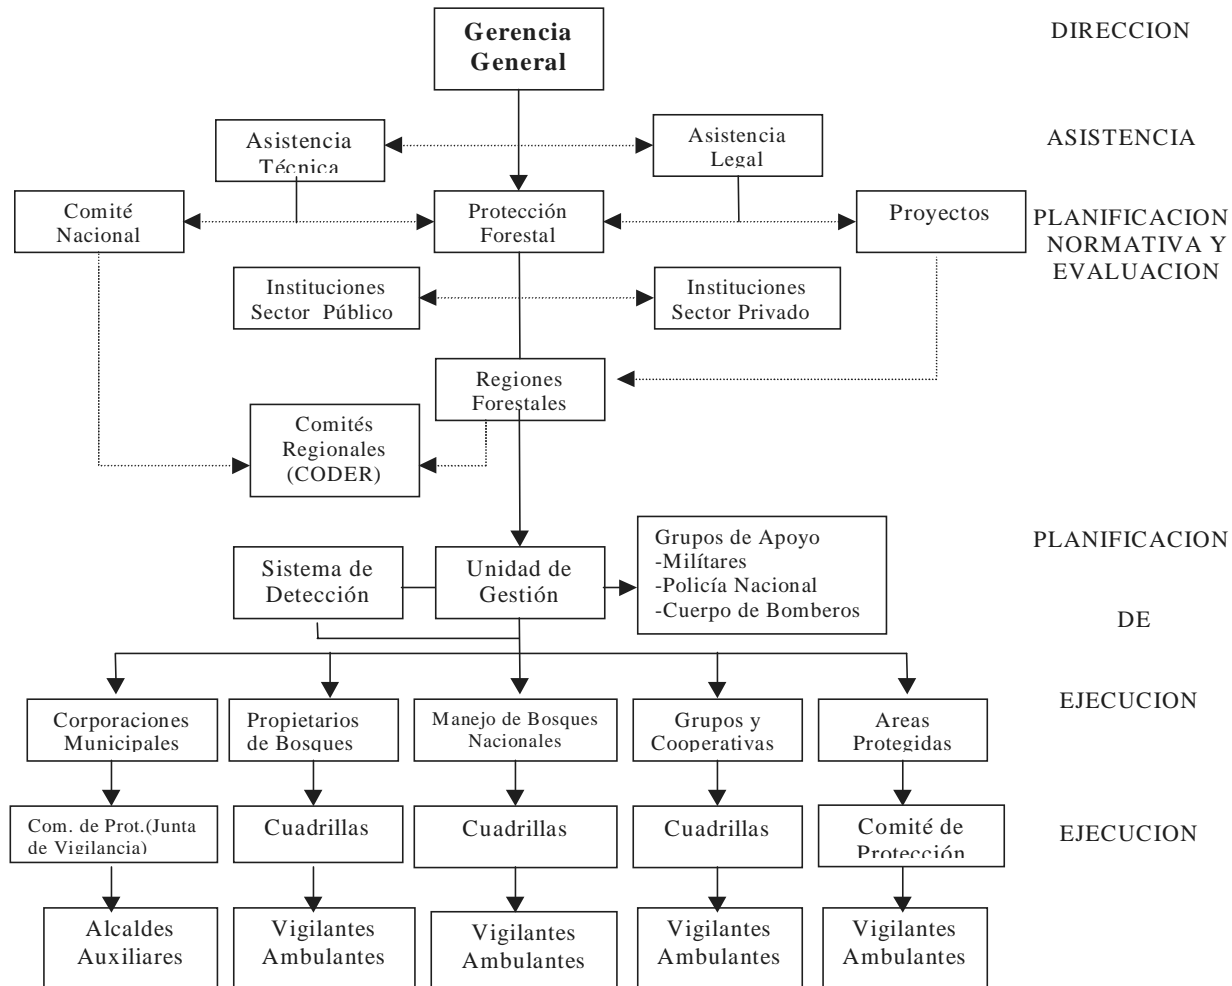 Gerencia
General
DIRECCION
Asistencia
Técnica
Asistencia
Legal
ASISTENCIA
Comité
Nacional
Protección
Forestal
Proyectos
PLANIFICACION
NORMATIVA Y
EVALUACION
Instituciones
Sector Público
Instituciones
Sector Privado
Regiones
Forestales
Comités
Regionales
(CODER)
Sistema de
Detección
Unidad de
Gestión
Grupos de Apoyo
-Milítares
-Policía Nacional
-Cuerpo de Bomberos
PLANIFICACION
DE
EJECUCION
Corporaciones
Municipales
Propietarios
de Bosques
Manejo de Bosques
Nacionales
Grupos y
Cooperativas
Areas
Protegidas
Com. de Prot.(Junta
de Vigilancia)
Cuadrillas
Cuadrillas
Cuadrillas
Comité de
Protección
EJECUCION
Alcaldes
Auxiliares
Vigilantes
Ambulantes
Vigilantes
Ambulantes
Vigilantes
Ambulantes
Vigilantes
Ambulantes